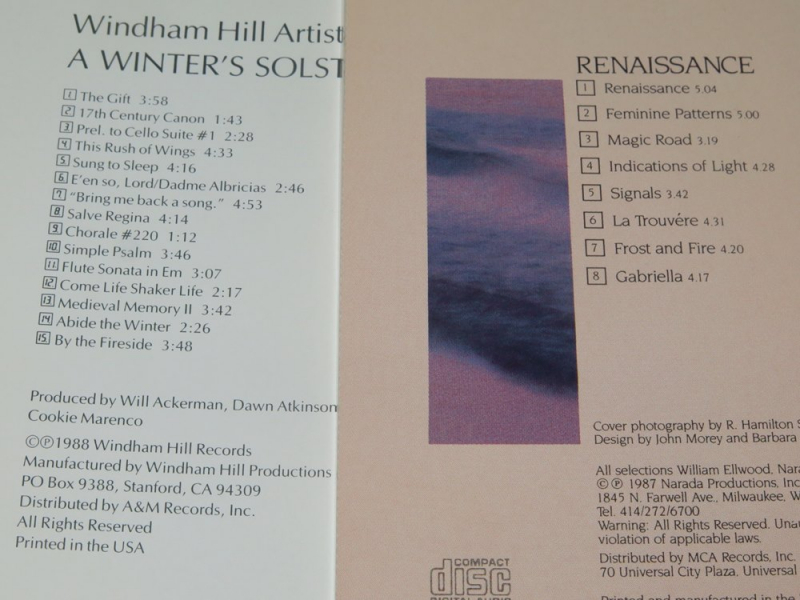 Windham Hill Artist
A WINTER'S SOLST
1 The Gift 3:58
2 17th Century Canon 1:43
3 Prel. to Cello Suite #1 2:28
4 This Rush of Wings 4:33
5 Sung to Sleep 4:16
6 E'en so, Lord/Dadme Albricias 2:46
7 "Bring me back a song." 4:53
8 Salve Regina 4:14
9 Chorale #220 1:12
10 Simple Psalm 3:46
11 Flute Sonata in Em 3:07
12 Come Life Shaker Life 2:17
13 Medieval Memory II 3:42
14 Abide the Winter 2:26
15 By the Fireside 3:48
Produced by Will Ackerman, Dawn Atkinson
Cookie Marenco
©℗1988 Windham Hill Records
Manufactured by Windham Hill Productions
PO Box 9388, Stanford, CA 94309
Distributed by A&M Records, Inc.
All Rights Reserved
Printed in the USA
RENAISSANCE
1 Renaissance 5.04
2 Feminine Patterns 5.00
3 Magic Road 3.19
4 Indications of Light 4.28
5 Signals 3.42
6 La Trouvére 4.31
7 Frost and Fire 4.20
8 Gabriella 4.17
Cover photography by R. Hamilton S
Design by John Morey and Barbara
All selections William Ellwood, Nara
© ℗ 1987 Narada Productions, Inc
1845 N. Farwell Ave., Milwaukee, W
Tel. 414/272/6700
Warning: All Rights Reserved. Unau
violation of applicable laws.
Distributed by MCA Records, Inc.
70 Universal City Plaza, Universal
Printed and manufactured in the
COMPACT
disc
DIGITAL AUDIO